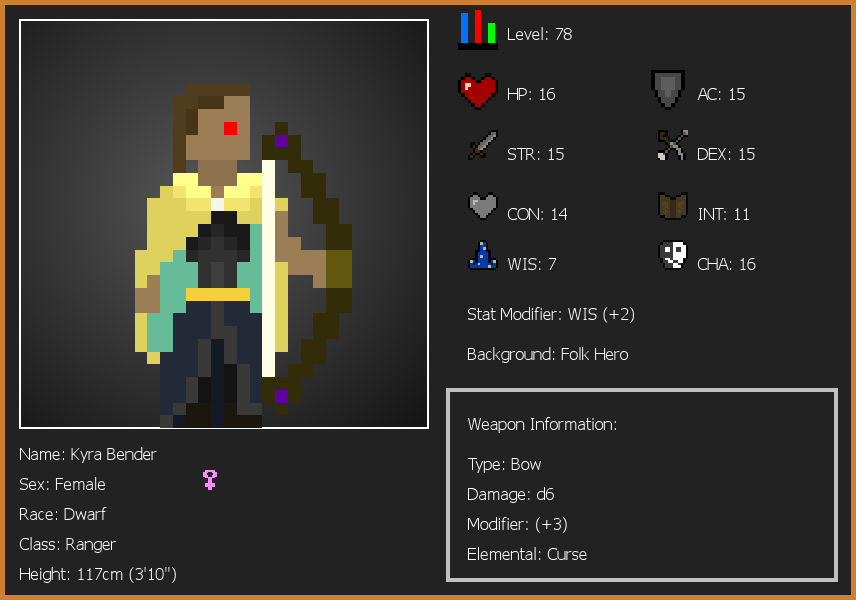 Level: 78
HP: 16
AC: 15
STR: 15
DEX: 15
CON: 14
INT: 11
WIS: 7
CHA: 16
Stat Modifier: WIS (+2)
Background: Folk Hero
Weapon Information:
Type: Bow
Damage: d6
Modifier: (+3)
Elemental: Curse
Name: Kyra Bender
Sex: Female
Race: Dwarf
Class: Ranger
Height: 117cm (3'10")